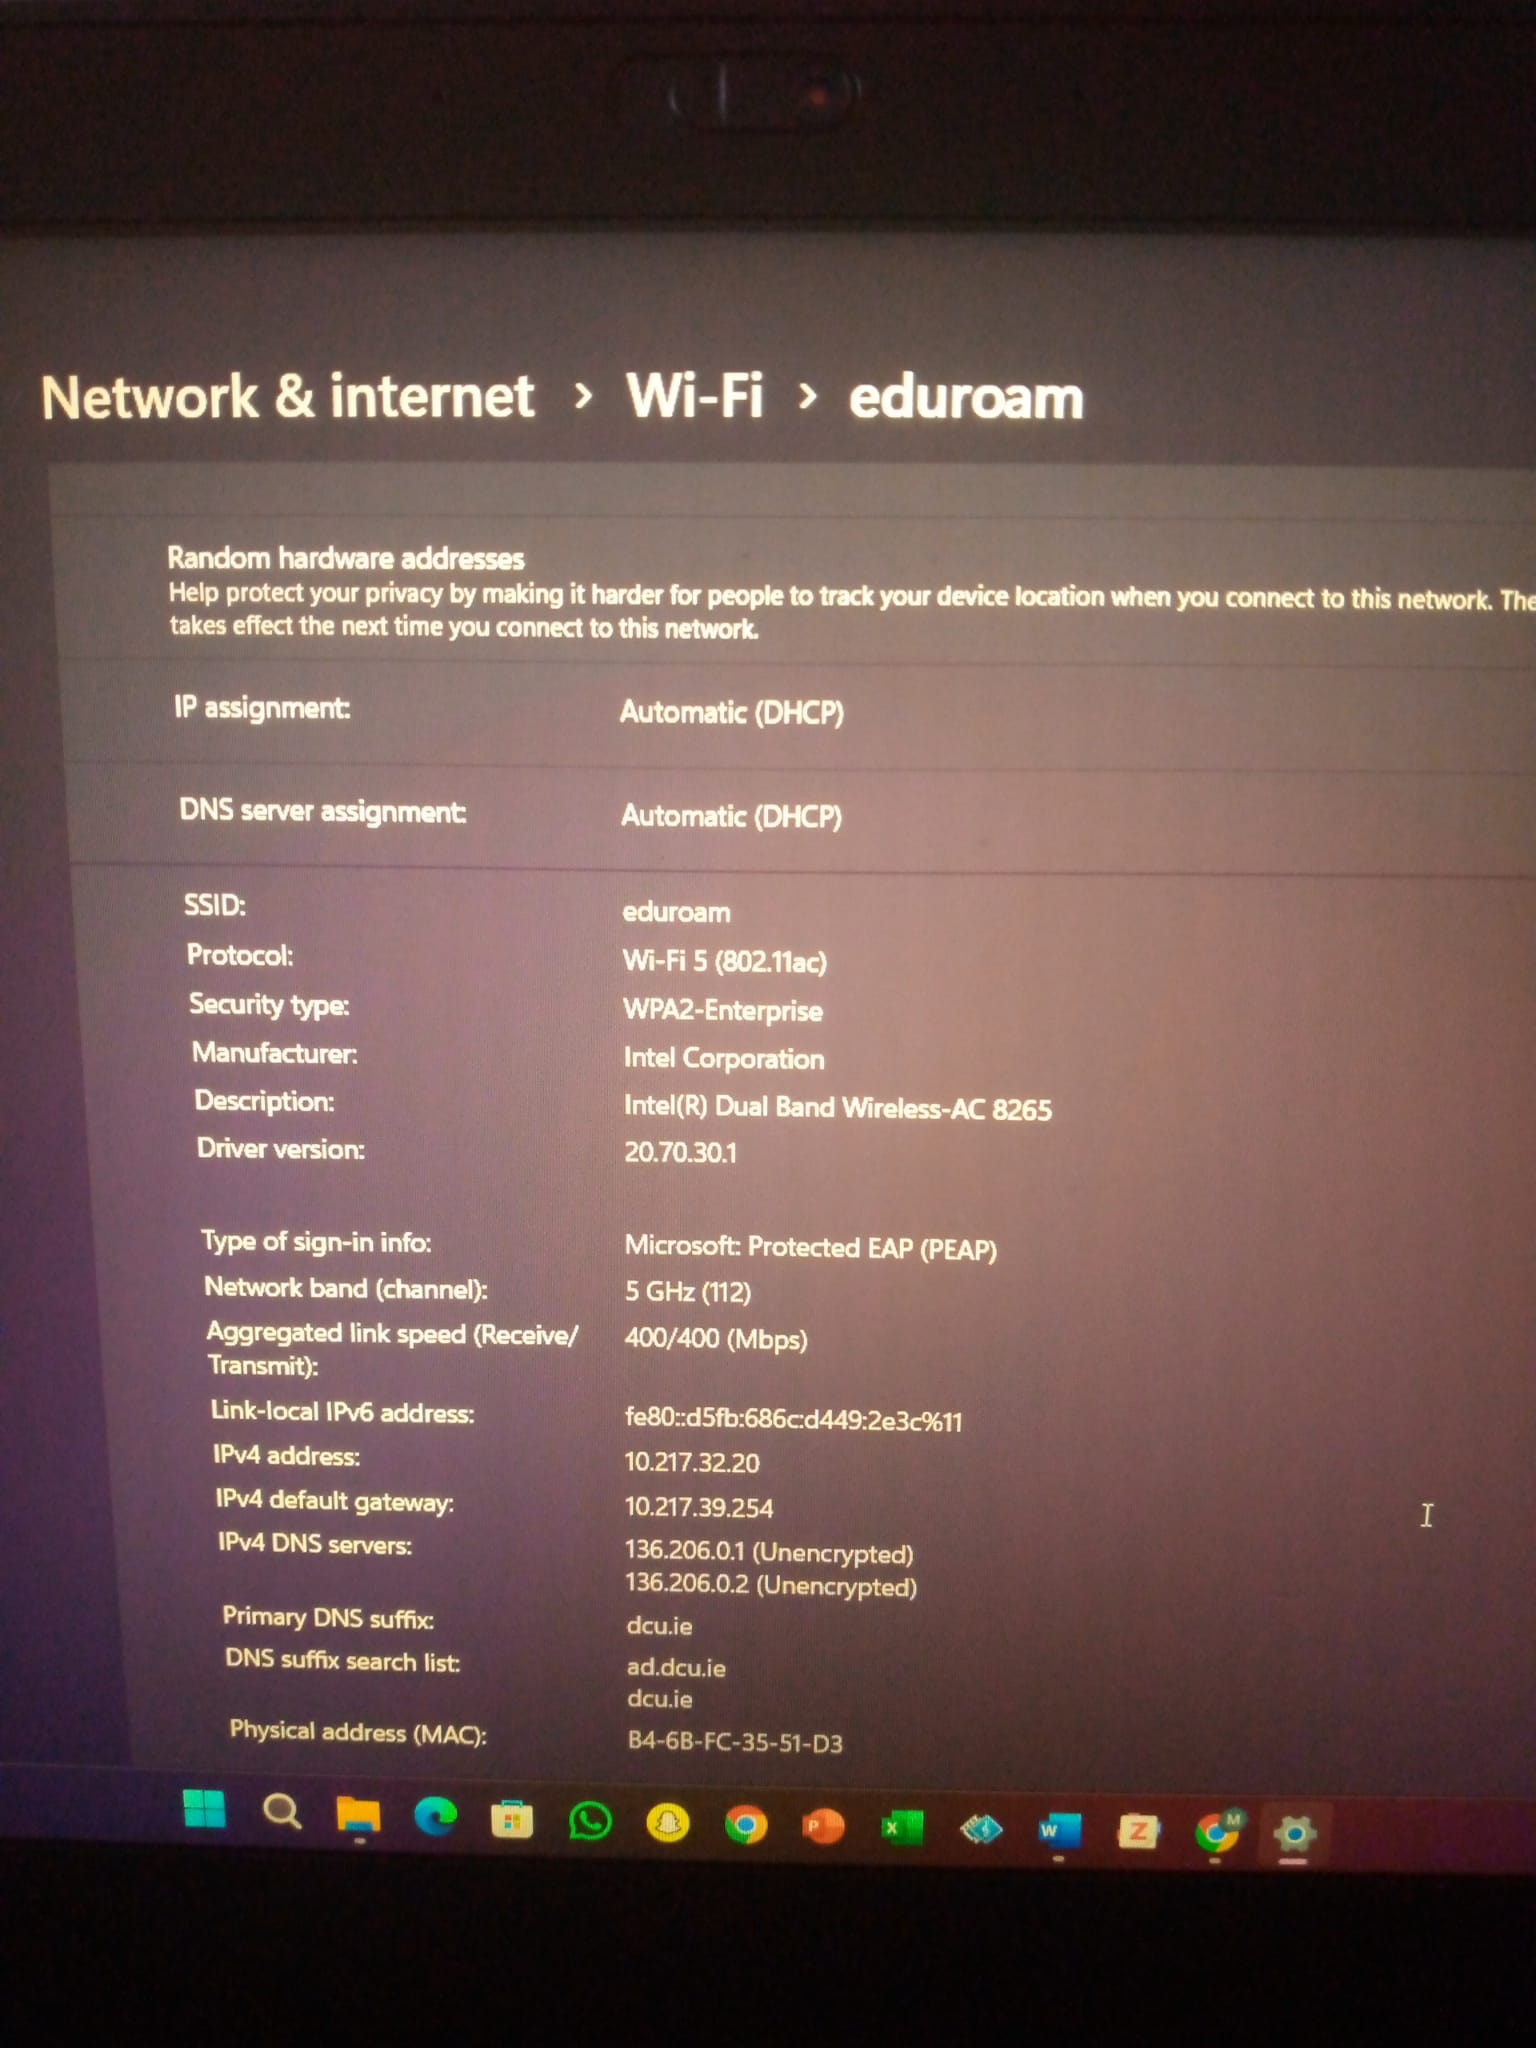 Network & internet > Wi-Fi > eduroam
Random hardware addresses
Help protect your privacy by making it harder for people to track your device location when you connect to this network. The
takes effect the next time you connect to this network.
IP assignment: Automatic (DHCP)
DNS server assignment: Automatic (DHCP)
SSID: eduroam
Protocol: Wi-Fi 5 (802.11ac)
Security type: WPA2-Enterprise
Manufacturer: Intel Corporation
Description: Intel(R) Dual Band Wireless-AC 8265
Driver version: 20.70.30.1
Type of sign-in info: Microsoft: Protected EAP (PEAP)
Network band (channel): 5 GHz (112)
Aggregated link speed (Receive/ 400/400 (Mbps)
Transmit):
Link-local IPv6 address: fe80::d5fb:686c:d449:2e3c%11
IPv4 address: 10.217.32.20
IPv4 default gateway: 10.217.39.254
IPv4 DNS servers: 136.206.0.1 (Unencrypted)
136.206.0.2 (Unencrypted)
Primary DNS suffix: dcu.ie
DNS suffix search list: ad.dcu.ie
dcu.ie
Physical address (MAC): B4-6B-FC-35-51-D3
P X W Z M